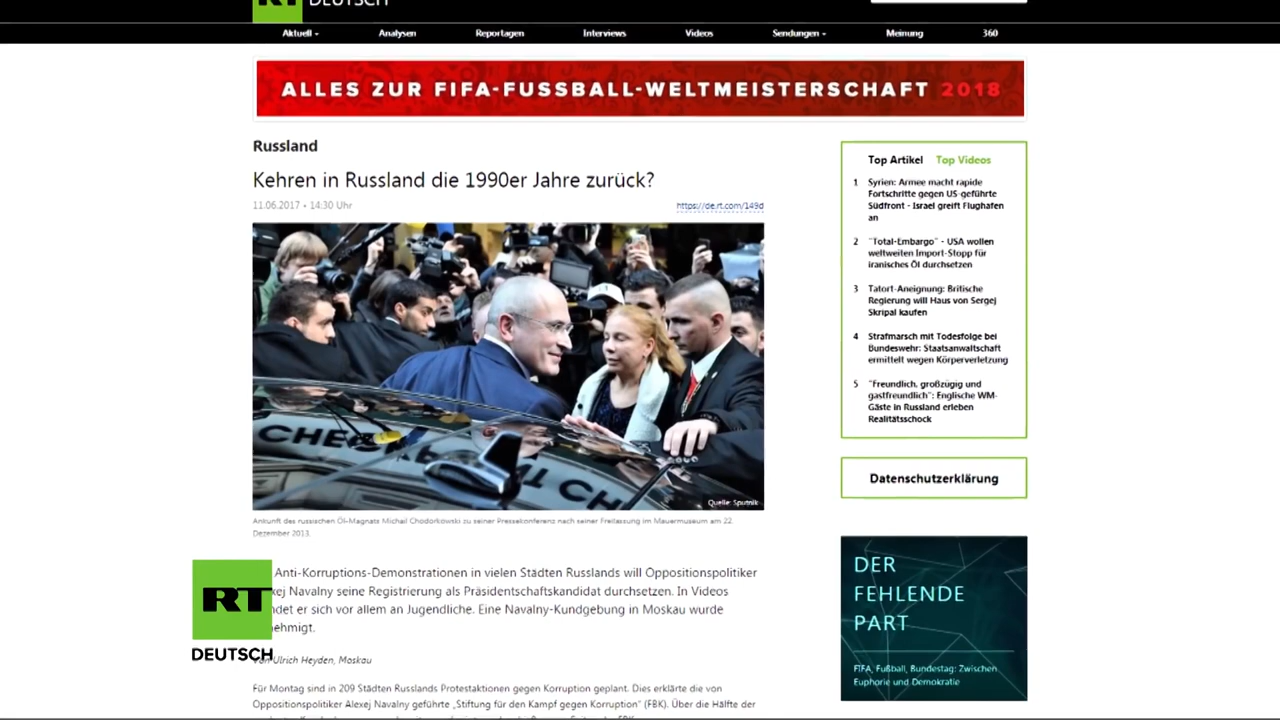 RT DEUTSCH
Aktuell Analysen Reportagen Interviews Videos Sendungen Meinung 360
ALLES ZUR FIFA-FUSSBALL-WELTMEISTERSCHAFT 2018
Russland
Kehren in Russland die 1990er Jahre zurück?
11.06.2017 • 14:30 Uhr
https://de.rt.com/149d
Quelle: Sputnik
Ankunft des russischen Öl-Magnats Michail Chodorkowski zu seiner Pressekonferenz nach seiner Freilassung im Mauermuseum am 22.
Dezember 2013.
Anti-Korruptions-Demonstrationen in vielen Städten Russlands will Oppositionspolitiker
xej Navalny seine Registrierung als Präsidentschaftskandidat durchsetzen. In Videos
ndet er sich vor allem an Jugendliche. Eine Navalny-Kundgebung in Moskau wurde
ehmigt.
von Ulrich Heyden, Moskau
Für Montag sind in 209 Städten Russlands Protestaktionen gegen Korruption geplant. Dies erklärte die von
Oppositionspolitiker Alexej Navalny geführte „Stiftung für den Kampf gegen Korruption" (FBK). Über die Hälfte der
Top Artikel Top Videos
1 Syrien: Armee macht rapide
Fortschritte gegen US-geführte
Südfront - Israel greift Flughafen
an
2 "Total-Embargo" - USA wollen
weltweiten Import-Stopp für
iranisches Öl durchsetzen
3 Tatort-Aneignung: Britische
Regierung will Haus von Sergej
Skripal kaufen
4 Strafmarsch mit Todesfolge bei
Bundeswehr: Staatsanwaltschaft
ermittelt wegen Körperverletzung
5 "Freundlich, großzügig und
gastfreundlich": Englische WM-
Gäste in Russland erleben
Realitätsschock
Datenschutzerklärung
DER
FEHLENDE
PART
FIFA, Fußball, Bundestag: Zwischen
Euphorie und Demokratie
RT
DEUTSCH